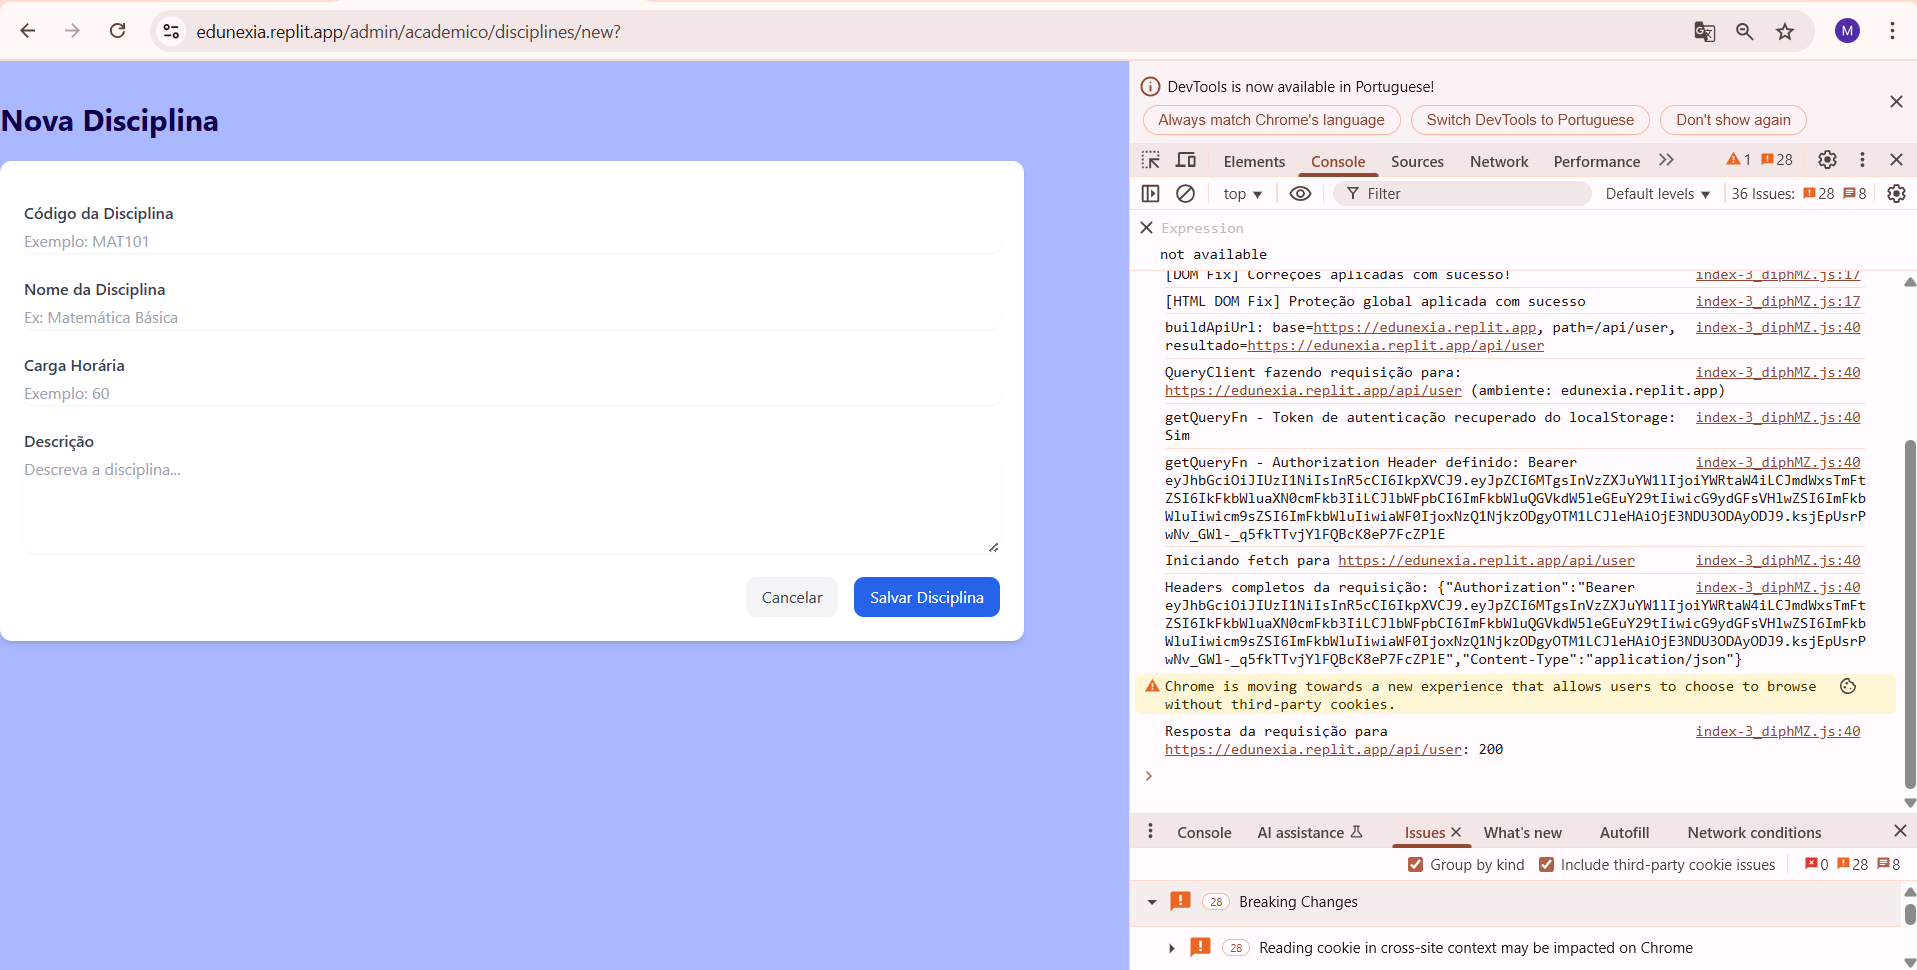 edunexia.replit.app/admin/academico/disciplines/new?
M
Nova Disciplina
Código da Disciplina
Exemplo: MAT101
Nome da Disciplina
Ex: Matemática Básica
Carga Horária
Exemplo: 60
Descrição
Descreva a disciplina...
Cancelar
Salvar Disciplina
DevTools is now available in Portuguese!
Always match Chrome's language
Switch DevTools to Portuguese
Don't show again
Elements
Console
Sources
Network
Performance
1
28
top
Filter
Default levels
36 Issues:
28
8
Expression
not available
[DOM Fix] Correções aplicadas com sucesso! index-3_diphMZ.js:17
[HTML DOM Fix] Proteção global aplicada com sucesso index-3_diphMZ.js:17
buildApiUrl: base=https://edunexia.replit.app, path=/api/user, index-3_diphMZ.js:40
resultado=https://edunexia.replit.app/api/user
QueryClient fazendo requisição para: index-3_diphMZ.js:40
https://edunexia.replit.app/api/user (ambiente: edunexia.replit.app)
getQueryFn - Token de autenticação recuperado do localStorage: index-3_diphMZ.js:40
Sim
getQueryFn - Authorization Header definido: Bearer index-3_diphMZ.js:40
Iniciando fetch para https://edunexia.replit.app/api/user index-3_diphMZ.js:40
Headers completos da requisição: {"Authorization":"Bearer index-3_diphMZ.js:40
"Content-Type":"application/json"}
Chrome is moving towards a new experience that allows users to choose to browse
without third-party cookies.
Resposta da requisição para index-3_diphMZ.js:40
https://edunexia.replit.app/api/user: 200
Console
AI assistance
Issues
What's new
Autofill
Network conditions
Group by kind
Include third-party cookie issues
0
28
8
28 Breaking Changes
28 Reading cookie in cross-site context may be impacted on Chrome